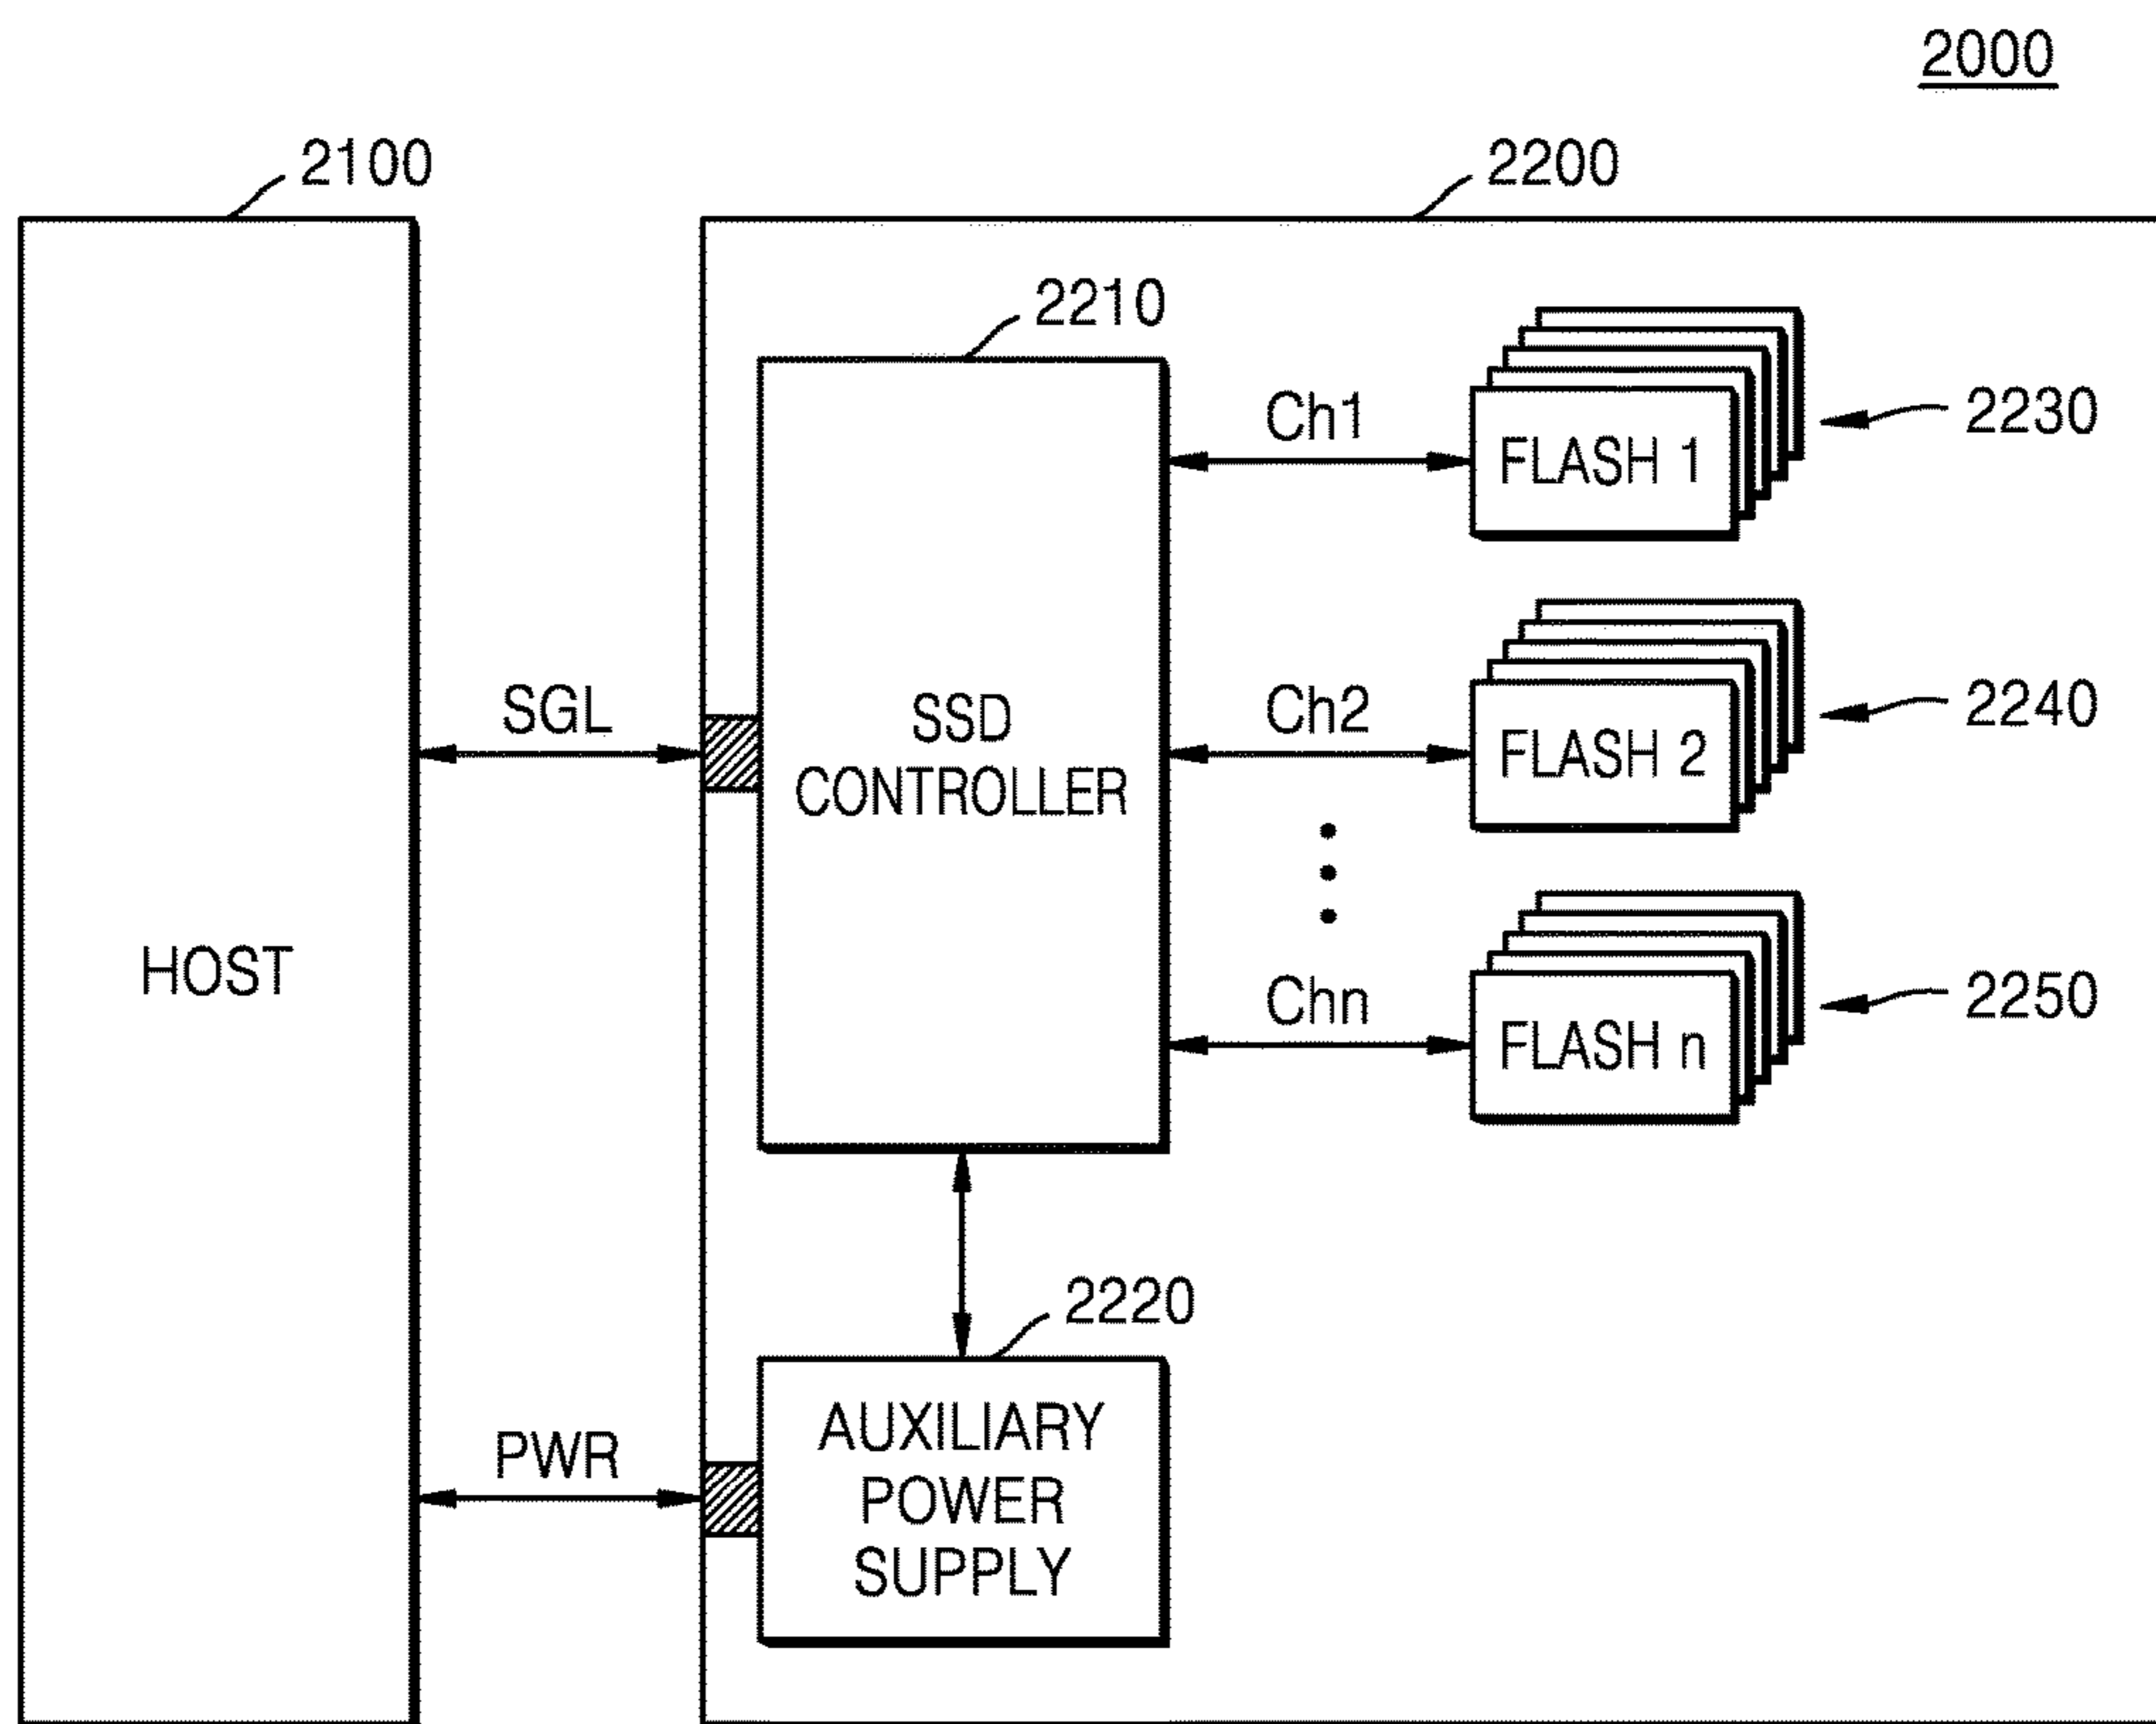 2000
2100
2200
2210
Ch1
FLASH 1
2230
SGL
SSD
CONTROLLER
Ch2
FLASH 2
2240
HOST
Chn
FLASH n
2250
2220
PWR
AUXILIARY
POWER
SUPPLY